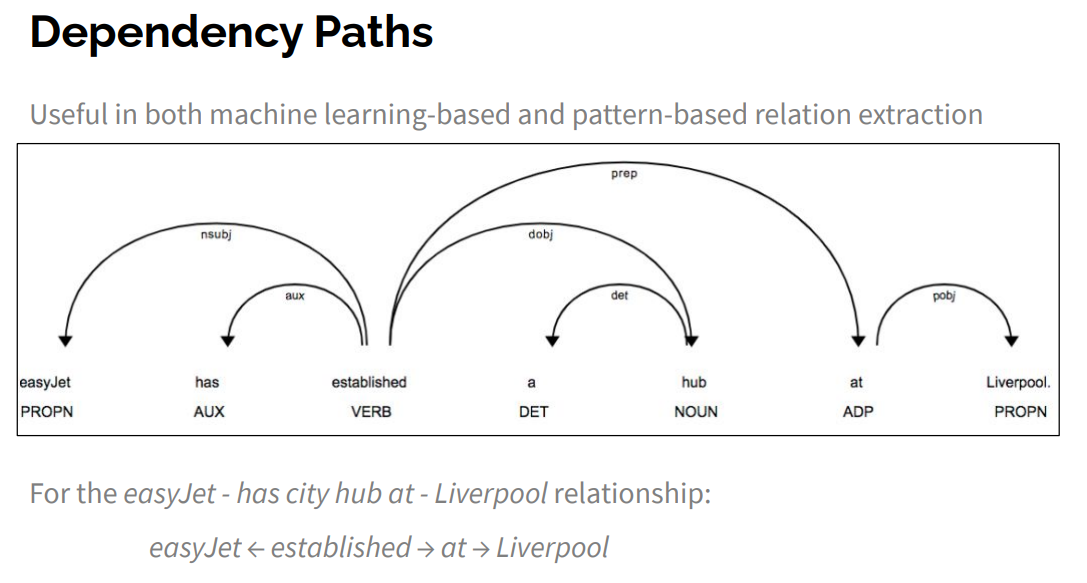 Dependency Paths
Useful in both machine learning-based and pattern-based relation extraction
prep
nsubj
dobj
aux
det
pobj
easyJet has established a hub at Liverpool.
PROPN AUX VERB DET NOUN ADP PROPN
For the easyJet - has city hub at - Liverpool relationship:
easyJet ← established → at → Liverpool